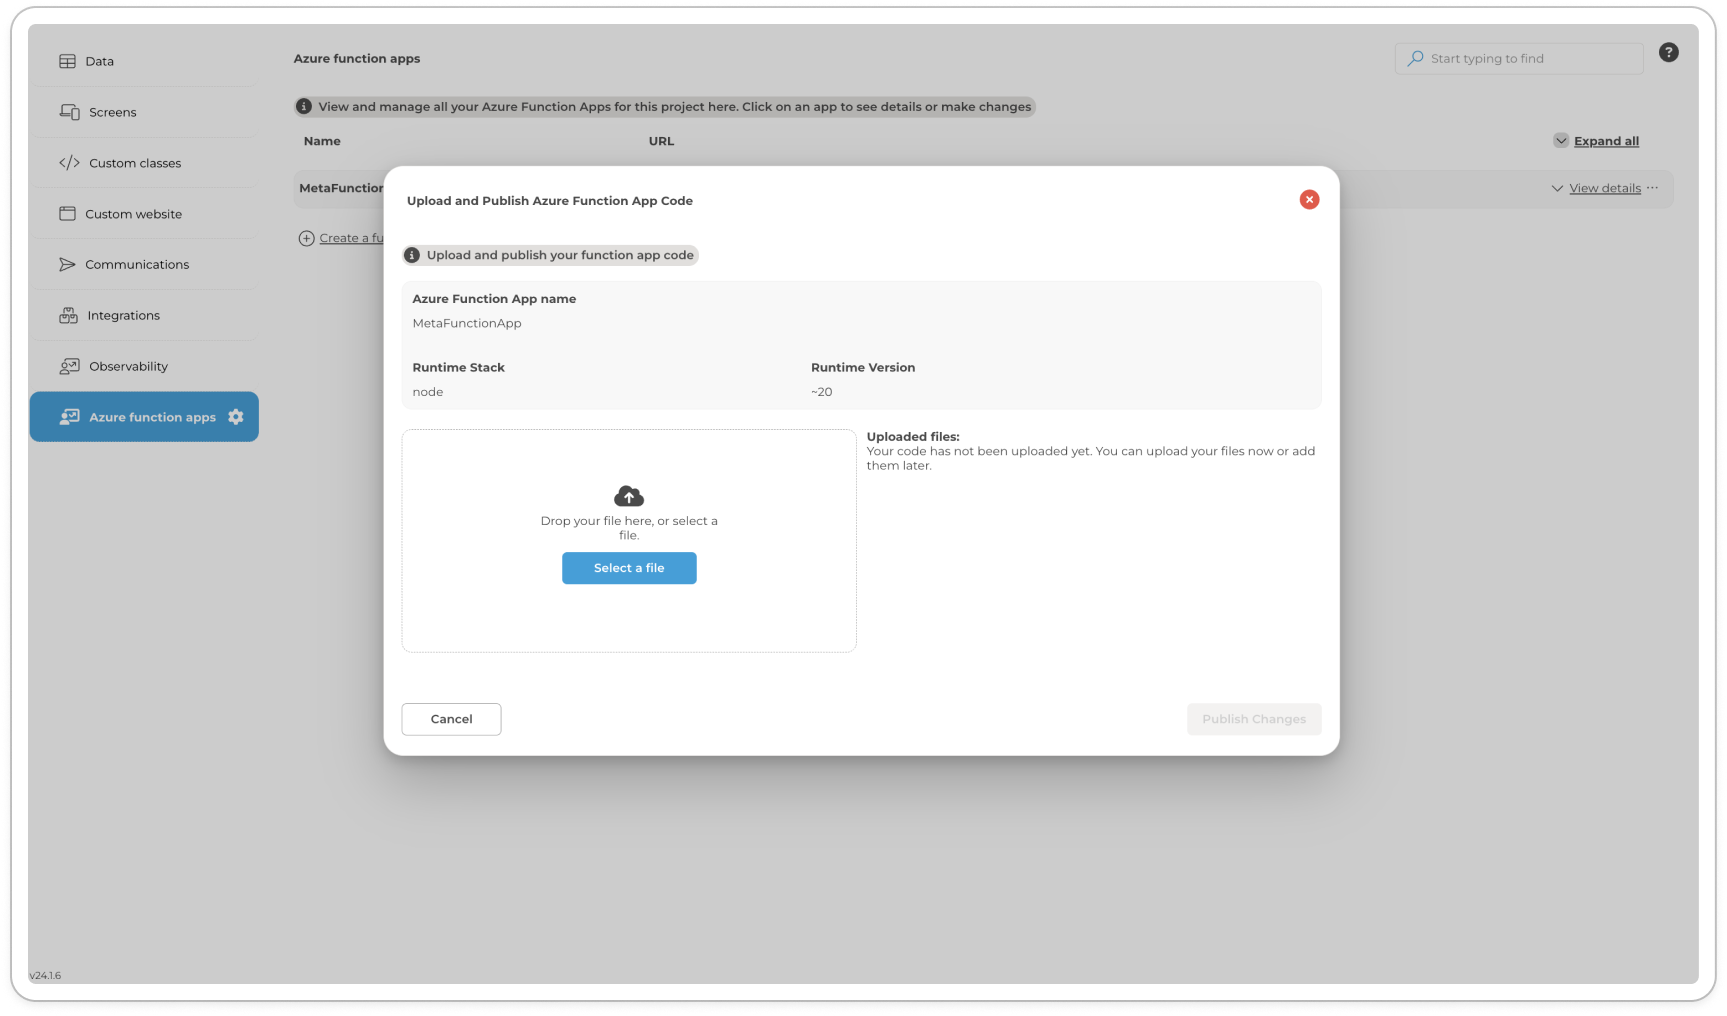 Data
Screens
Custom classes
Custom website
Communications
Integrations
Observability
Azure function apps
v24.1.6
Azure function apps
Start typing to find
?
View and manage all your Azure Function Apps for this project here. Click on an app to see details or make changes
Name URL Expand all
MetaFunction View details ...
Create a fu
Upload and Publish Azure Function App Code
Upload and publish your function app code
Azure Function App name
MetaFunctionApp
Runtime Stack Runtime Version
node ~20
Drop your file here, or select a
file.
Select a file
Uploaded files:
Your code has not been uploaded yet. You can upload your files now or add
them later.
Cancel Publish Changes